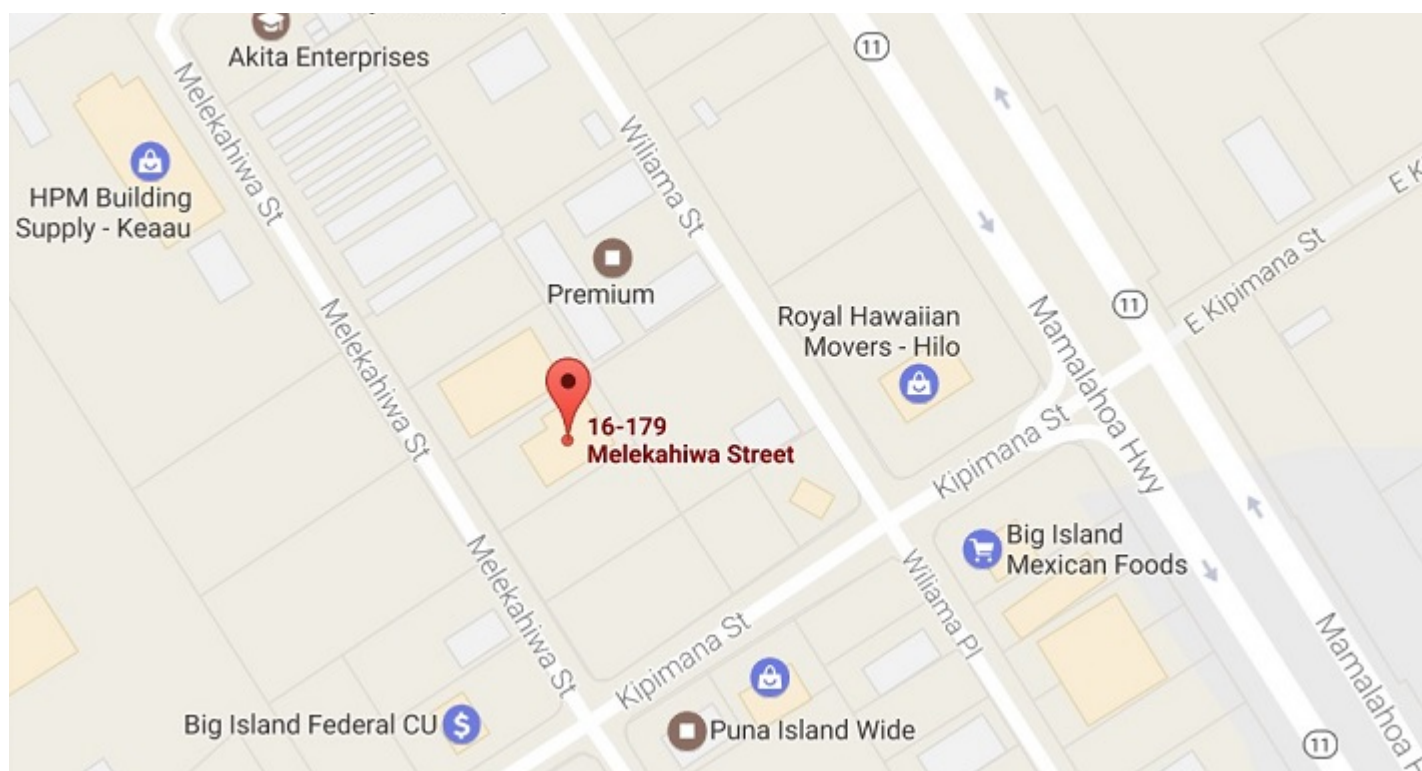 Akita Enterprises
11
Melekahiwa St
Wiliama St
HPM Building
Supply - Keaau
E K
E Kipimana St
Premium
11
Mamalahoa Hwy
Royal Hawaiian
Movers - Hilo
Melekahiwa St
16-179
Melekahiwa Street
Kipimana St
Big Island
Mexican Foods
Melekahiwa St
Wiliama Pl
Kipimana St
Mamalahoa H
Big Island Federal CU
$
Puna Island Wide
11